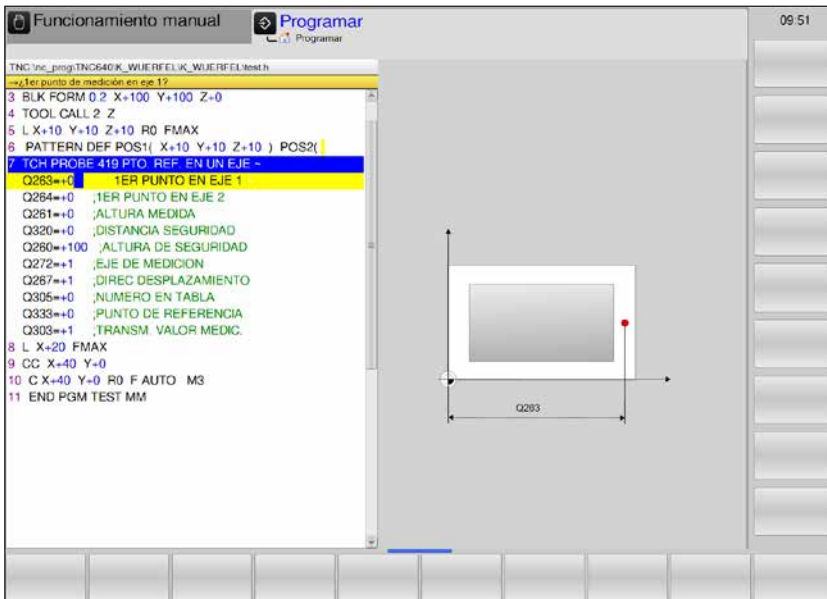 Funcionamiento manual
Programar
Programar
09:51
TNC:\nc_prog\TNC640\K_WUERFEL\K_WUERFEL\test.h
→¿1er punto de medición en eje 1?
3 BLK FORM 0.2 X+100 Y+100 Z+0
4 TOOL CALL 2 Z
5 L X+10 Y+10 Z+10 R0 FMAX
6 PATTERN DEF POS1( X+10 Y+10 Z+10 ) POS2(
7 TCH PROBE 419 PTO. REF. EN UN EJE ~
Q263=+0 1ER PUNTO EN EJE 1
Q264=+0 ;1ER PUNTO EN EJE 2
Q261=+0 ;ALTURA MEDIDA
Q320=+0 ;DISTANCIA SEGURIDAD
Q260=+100 ;ALTURA DE SEGURIDAD
Q272=+1 ;EJE DE MEDICION
Q267=+1 ;DIREC DESPLAZAMIENTO
Q305=+0 ;NUMERO EN TABLA
Q333=+0 ;PUNTO DE REFERENCIA
Q303=+1 ;TRANSM. VALOR MEDIC.
8 L X+20 FMAX
9 CC X+40 Y+0
10 C X+40 Y+0 R0 F AUTO M3
11 END PGM TEST MM
Q263